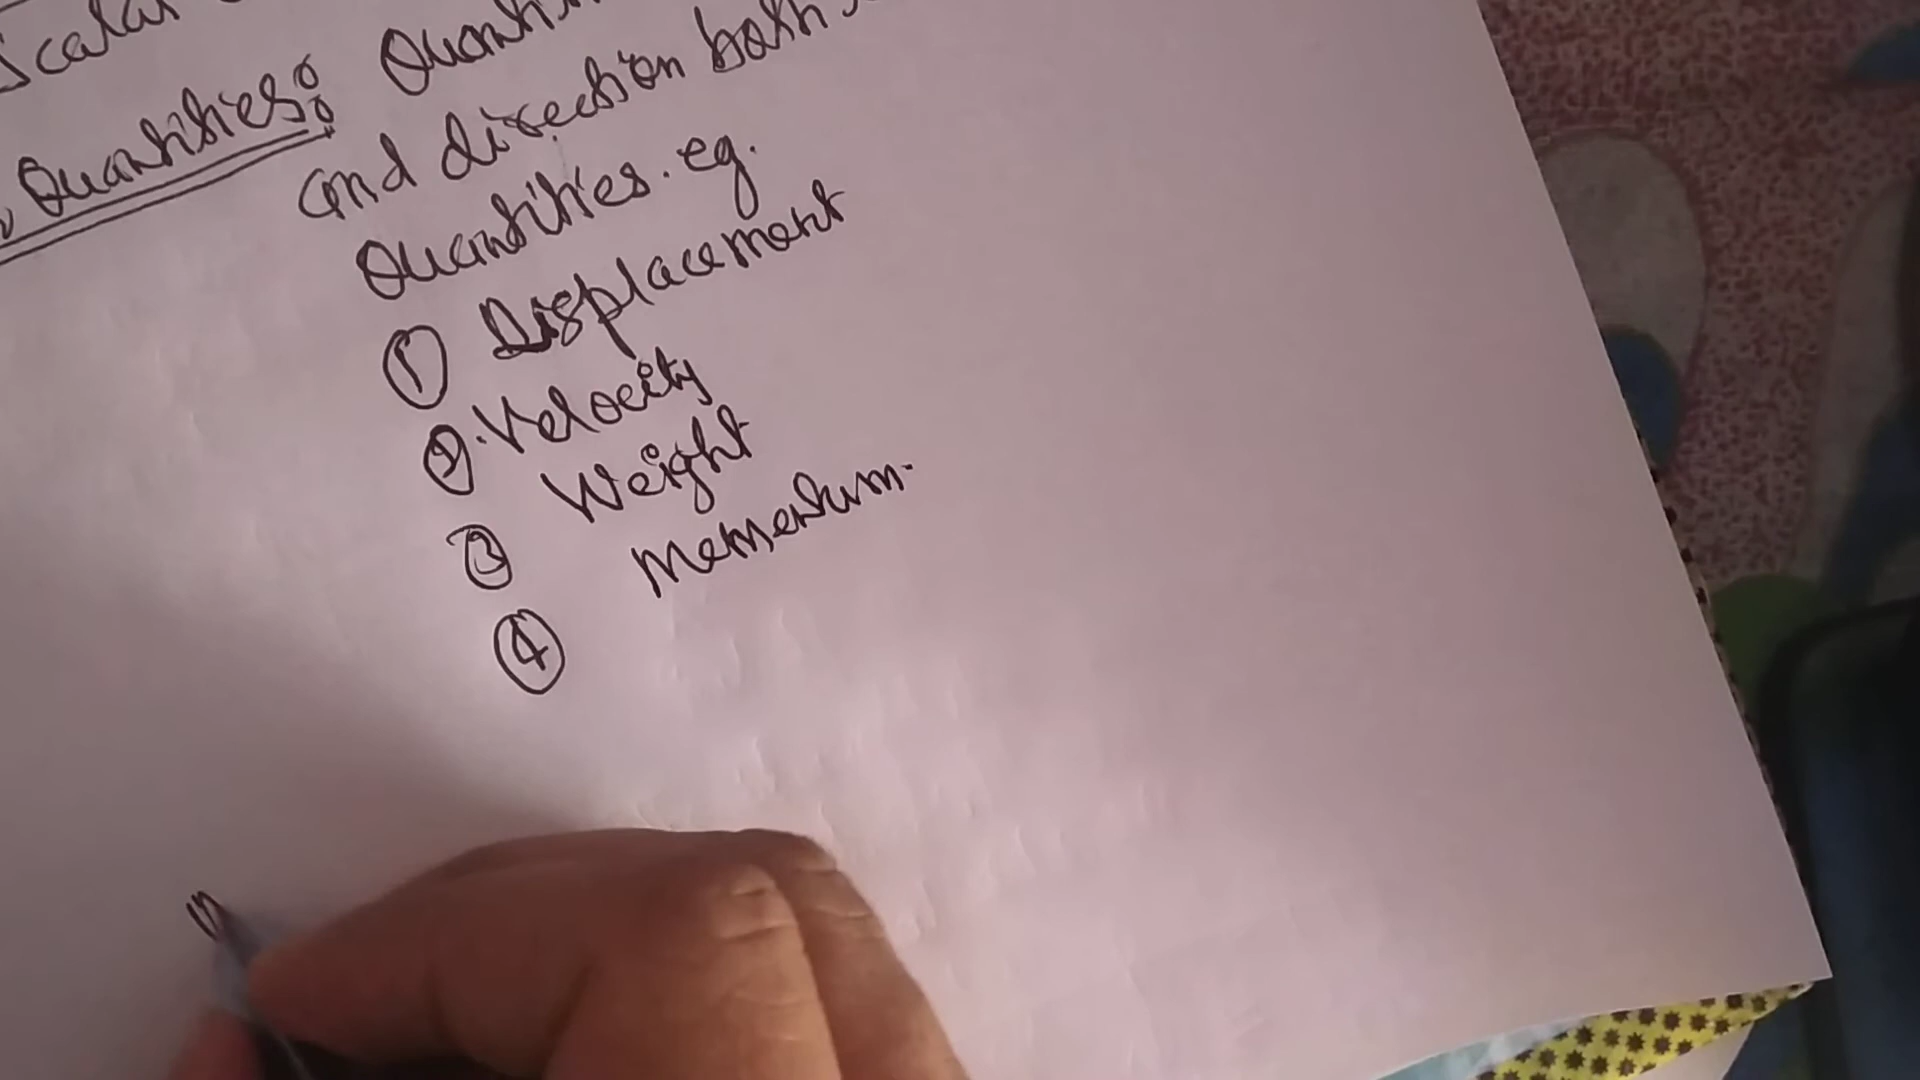 Scalar
Quantities: Quanti
and direction both
Quantities. eg.
① Displacement
② Velocity
③ Weight
④ Momentum.